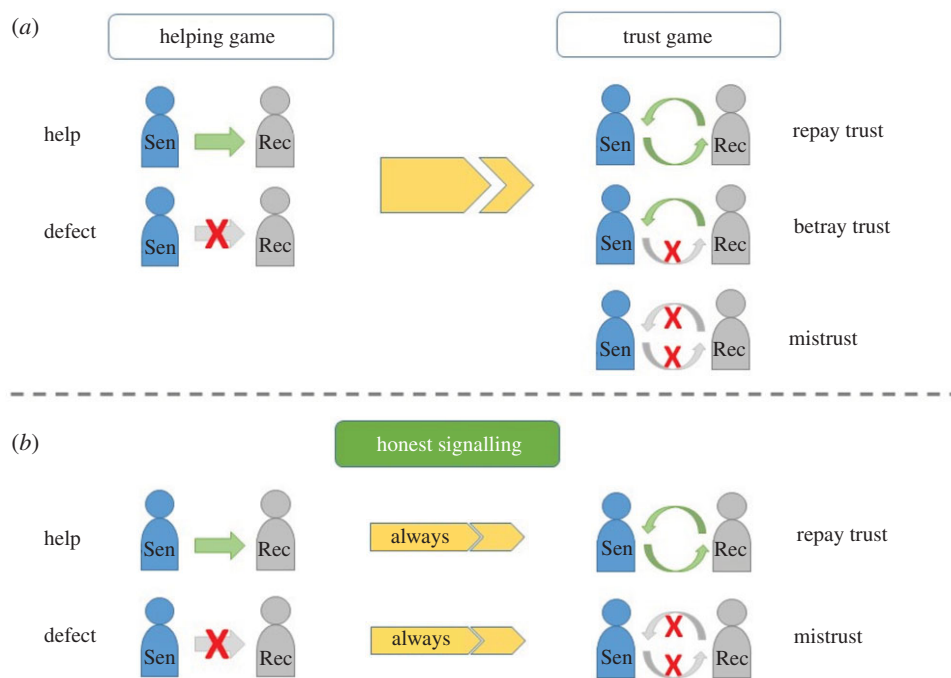 (a)
helping game
trust game
help
Sen
Rec
Sen
Rec
repay trust
defect
Sen
Rec
Sen
Rec
betray trust
Sen
Rec
mistrust
(b)
honest signalling
help
Sen
Rec
always
Sen
Rec
repay trust
defect
Sen
Rec
always
Sen
Rec
mistrust